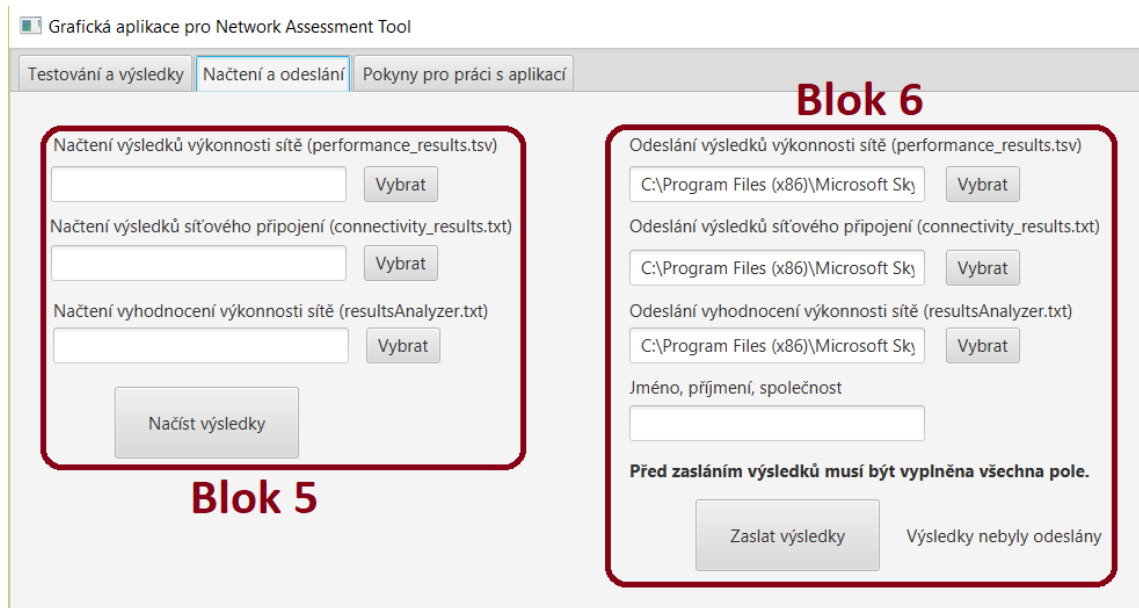 Grafická aplikace pro Network Assessment Tool
Testování a výsledky
Načtení a odeslání
Pokyny pro práci s aplikací
Načtení výsledků výkonnosti sítě (performance_results.tsv)
Vybrat
Načtení výsledků síťového připojení (connectivity_results.txt)
Vybrat
Načtení vyhodnocení výkonnosti sítě (resultsAnalyzer.txt)
Vybrat
Načíst výsledky
Blok 5
Blok 6
Odeslání výsledků výkonnosti sítě (performance_results.tsv)
C:\Program Files (x86)\Microsoft Sky
Vybrat
Odeslání výsledků síťového připojení (connectivity_results.txt)
C:\Program Files (x86)\Microsoft Sky
Vybrat
Odeslání vyhodnocení výkonnosti sítě (resultsAnalyzer.txt)
C:\Program Files (x86)\Microsoft Sky
Vybrat
Jméno, příjmení, společnost
Před zasláním výsledků musí být vyplněna všechna pole.
Zaslat výsledky
Výsledky nebyly odeslány